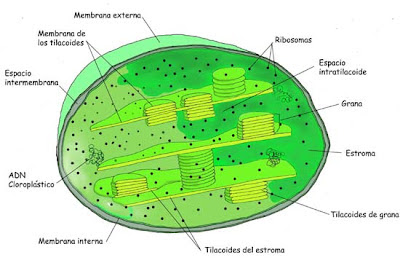 Membrana externa
Membrana de
los tilacoides
Ribosomas
Espacio
intermembrana
Espacio
intratilacoide
Grana
Estroma
ADN
Cloroplástico
Tilacoides de grana
Membrana interna
Tilacoides del estroma